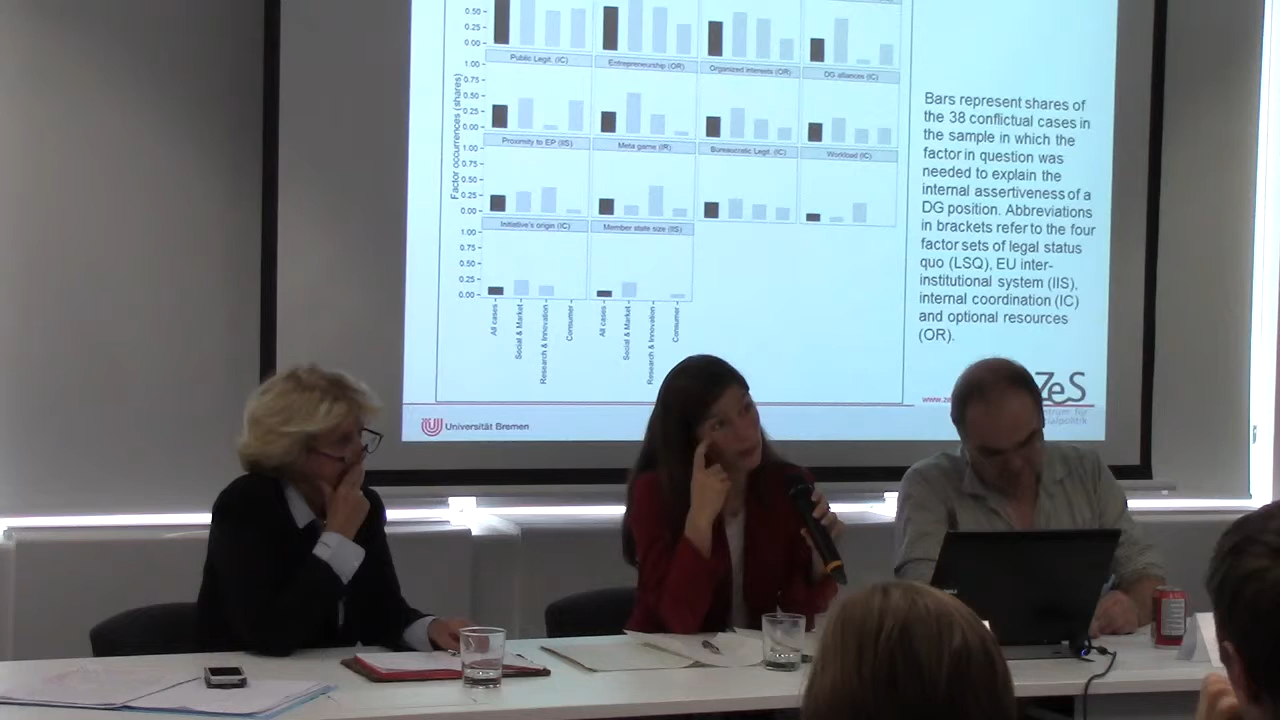 0.50
0.00
Public Legit. (IC)
Entrepreneurship (OR)
Organized interests (OR)
DG alliances (IC)
1.00
0.75
0.50
0.25
0.00
Proximity to EP (IIS)
Meta game (IR)
Bureaucratic Legit. (IC)
Workload (IC)
1.00
0.75
0.50
0.25
0.00
Initiative's origin (IC)
Member state size (IIS)
1.00
0.75
0.50
0.25
0.00
Factor occurrences (shares)
All cases
Social & Market
Research & Innovation
Consumer
All cases
Social & Market
Research & Innovation
Consumer
Bars represent shares of
the 38 conflictual cases in
the sample in which the
factor in question was
needed to explain the
internal assertiveness of a
DG position. Abbreviations
in brackets refer to the four
factor sets of legal status
quo (LSQ), EU inter-
institutional system (IIS),
internal coordination (IC)
and optional resources
(OR).
Universität Bremen
ZeS